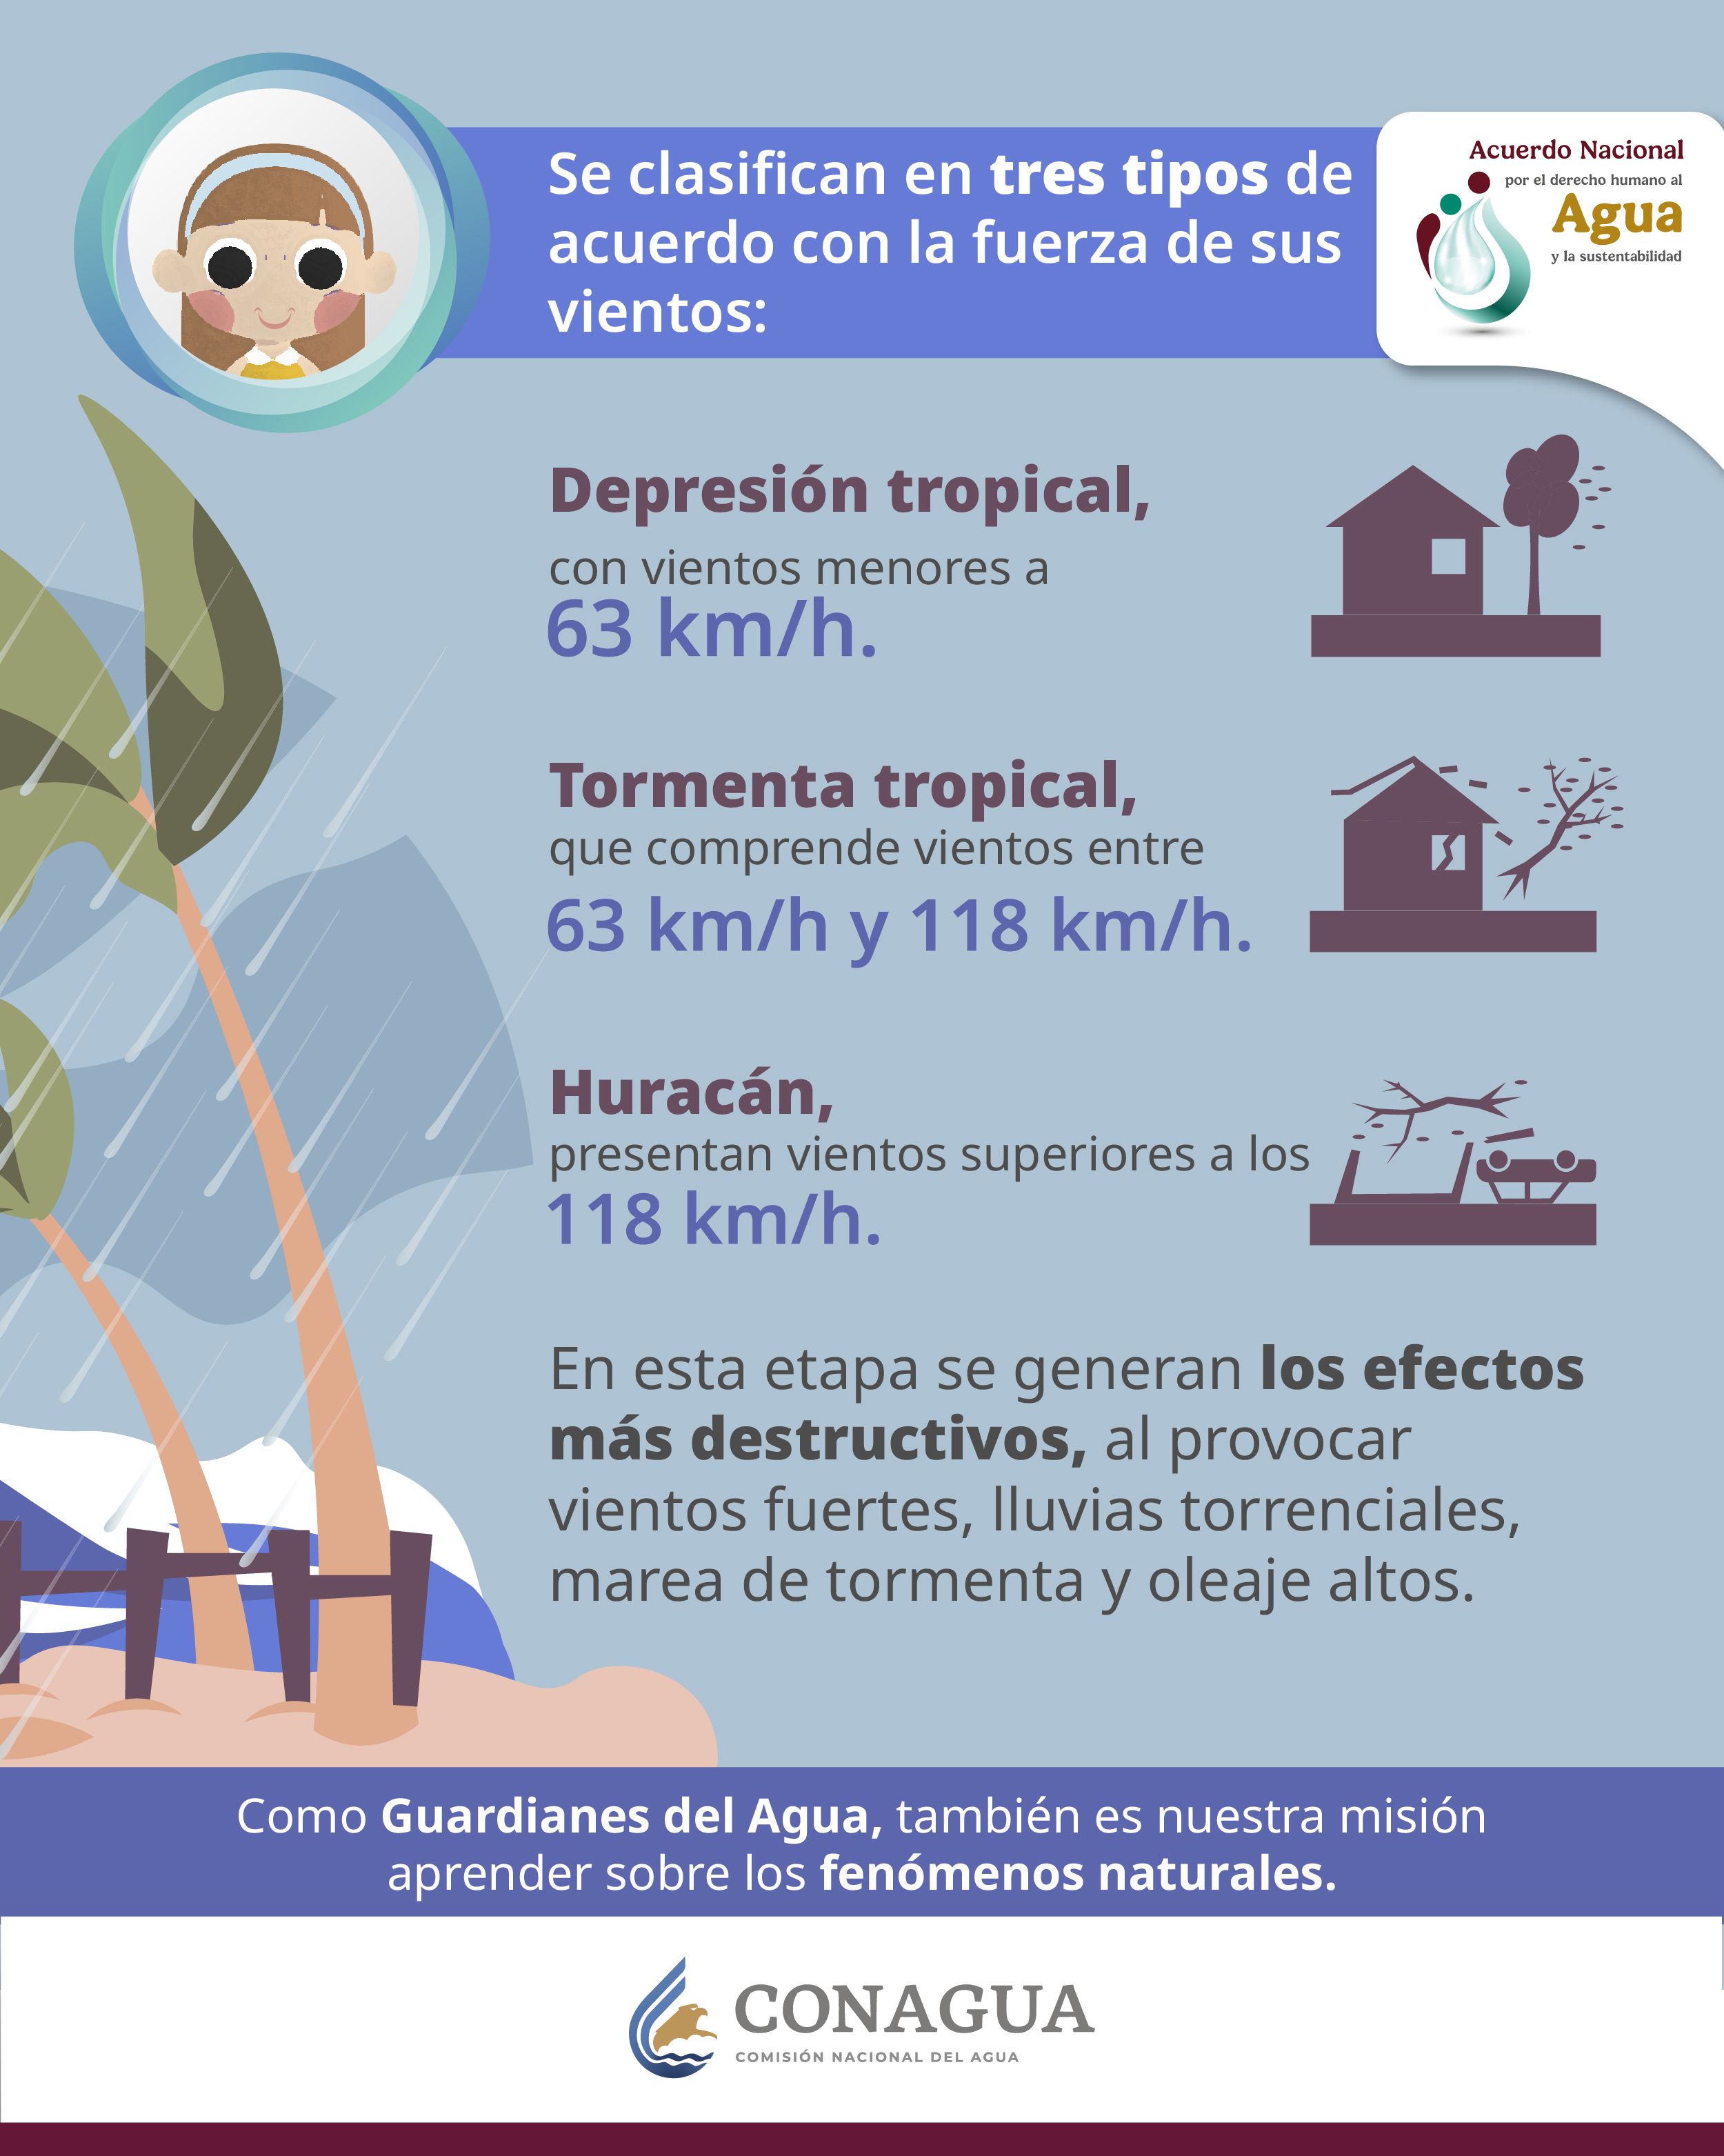 Se clasifican en tres tipos de
acuerdo con la fuerza de sus
vientos:
Acuerdo Nacional
por el derecho humano al
Agua
y la sustentabilidad
Depresión tropical,
con vientos menores a
63 km/h.
Tormenta tropical,
que comprende vientos entre
63 km/h y 118 km/h.
Huracán,
presentan vientos superiores a los
118 km/h.
En esta etapa se generan los efectos
más destructivos, al provocar
vientos fuertes, lluvias torrenciales,
marea de tormenta y oleaje altos.
Como Guardianes del Agua, también es nuestra misión
aprender sobre los fenómenos naturales.
CONAGUA
COMISIÓN NACIONAL DEL AGUA